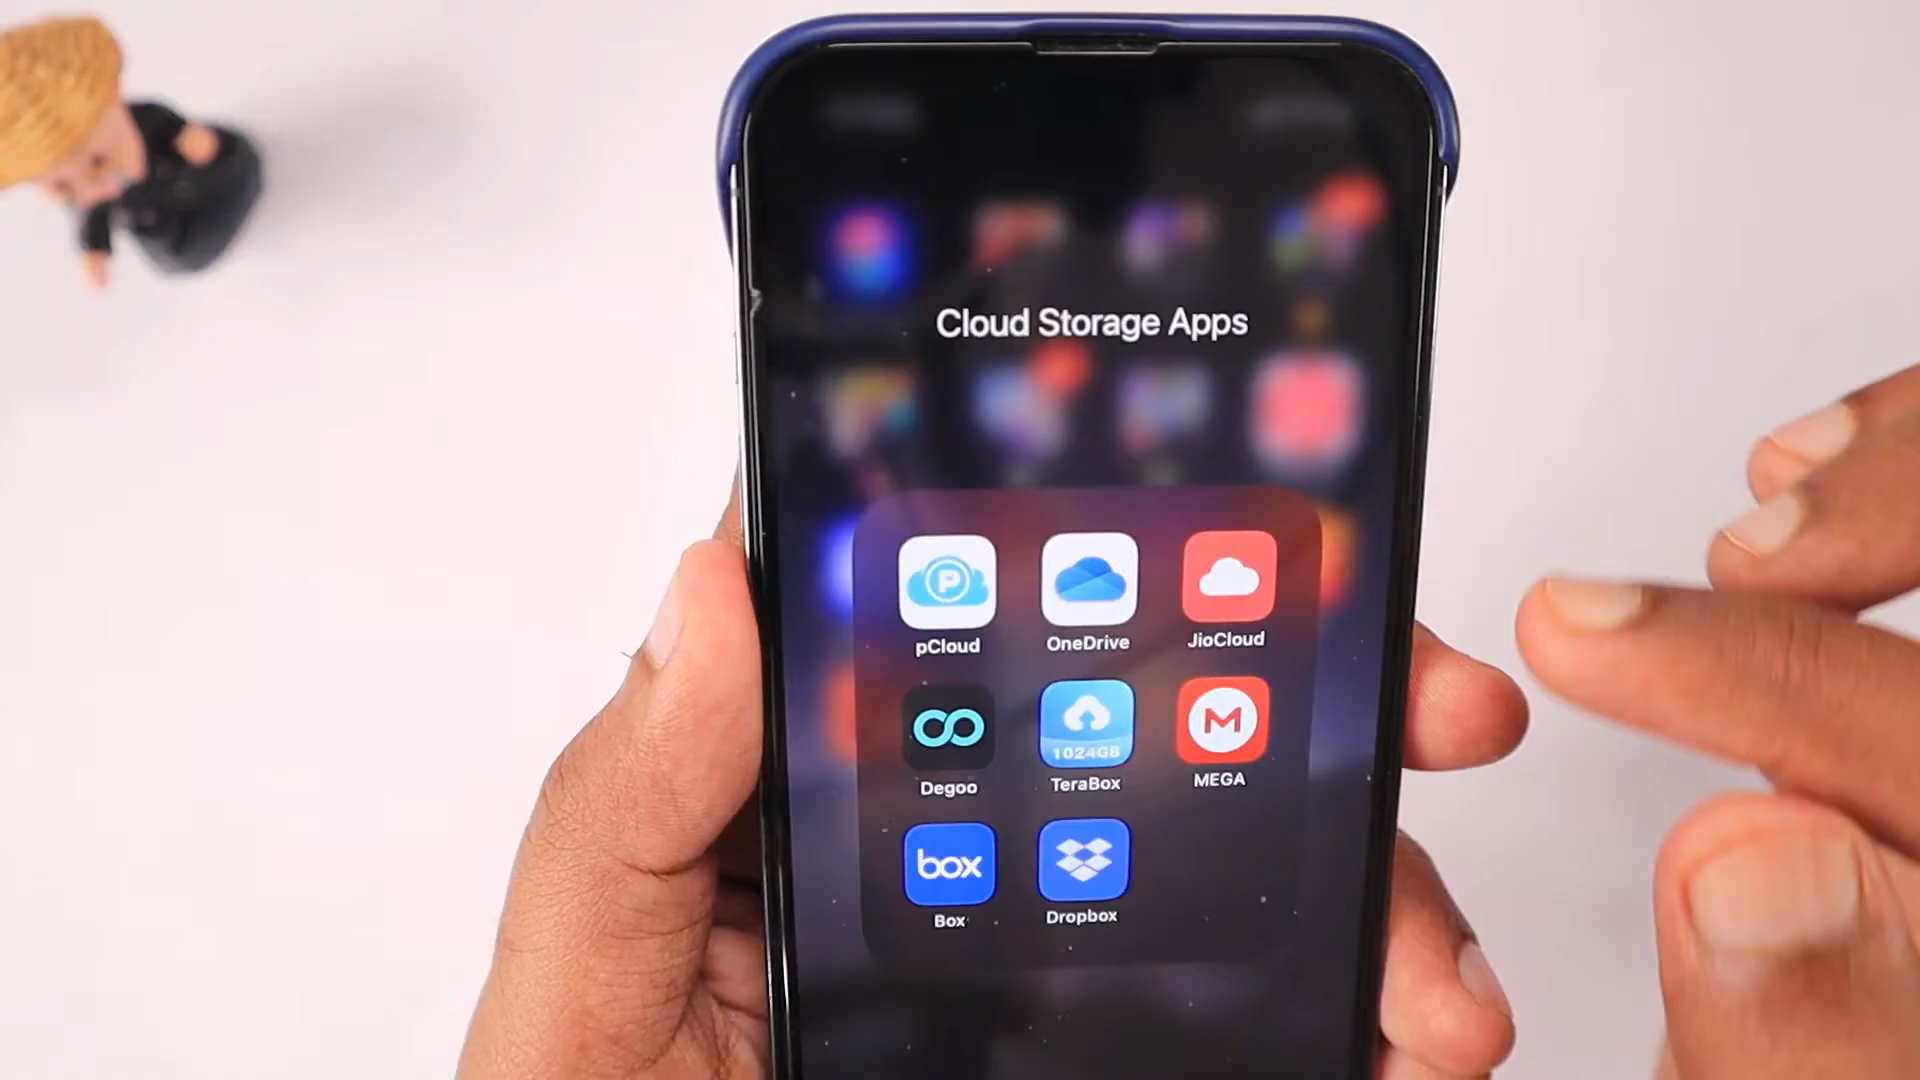 Cloud Storage Apps
P
pCloud
OneDrive
JioCloud
1024GB
Degoo
TeraBox
M
MEGA
box
Box
Dropbox